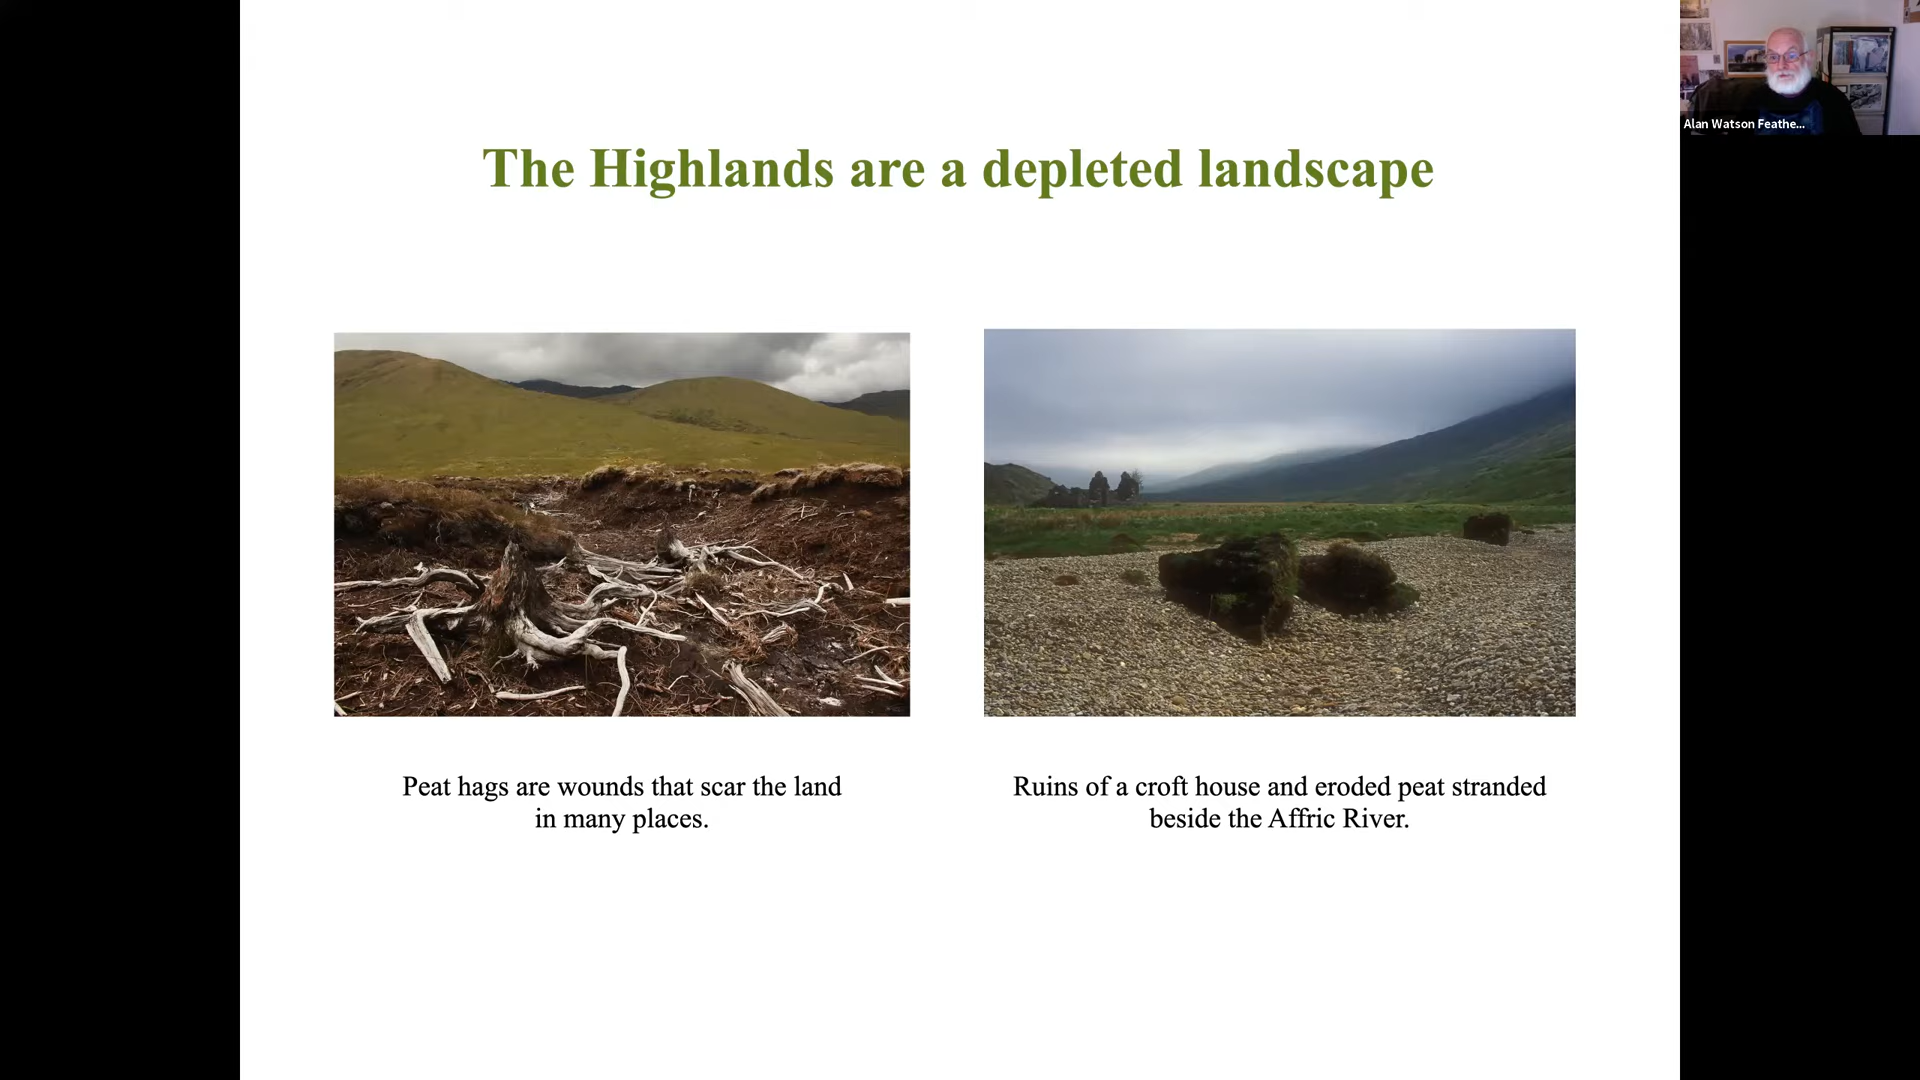 The Highlands are a depleted landscape
Alan Watson Feathe...
Peat hags are wounds that scar the land
in many places.
Ruins of a croft house and eroded peat stranded
beside the Affric River.